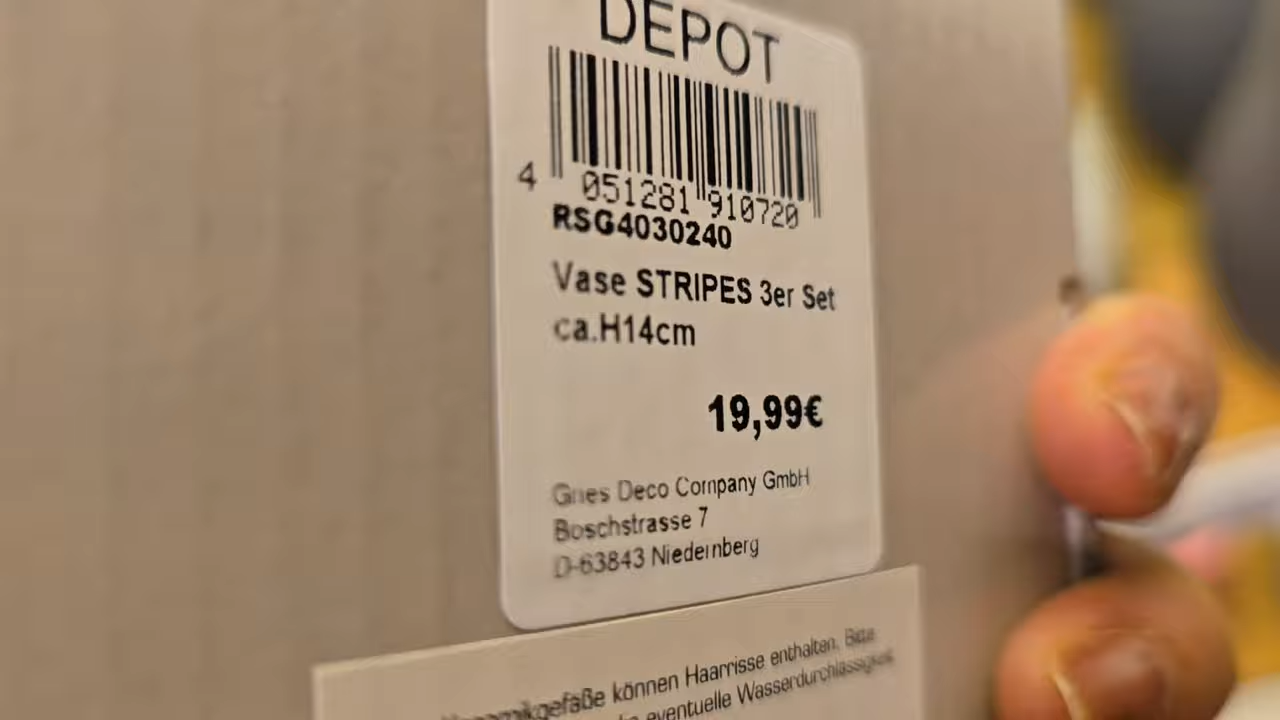 DEPOT
4 051281 910720
RSG4030240
Vase STRIPES 3er Set
ca.H14cm
19,99€
Gries Deco Company GmbH
Boschstrasse 7
D-63843 Niedernberg
können Haarrisse enthalten. Bitte
eventuelle Wasserdurchlässigkeit